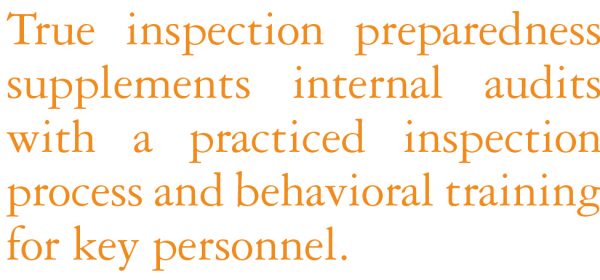 True inspection preparedness
supplements internal audits
with a practiced inspection
process and behavioral training
for key personnel.